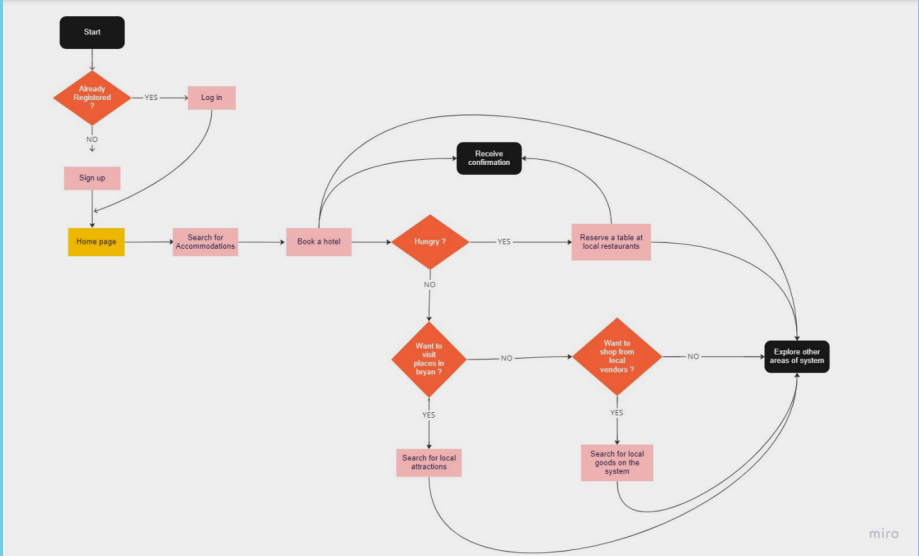 Start
Already
Registered
?
YES
Log in
NO
Sign up
Home page
Search for
Accommodations
Book a hotel
Receive
confirmation
Hungry ?
YES
Reserve a table at
local restaurants
NO
Want to
visit
places in
bryan ?
NO
Want to
shop from
local
vendors ?
NO
Explore other
areas of system
YES
Search for local
attractions
YES
Search for local
goods on the
system
miro